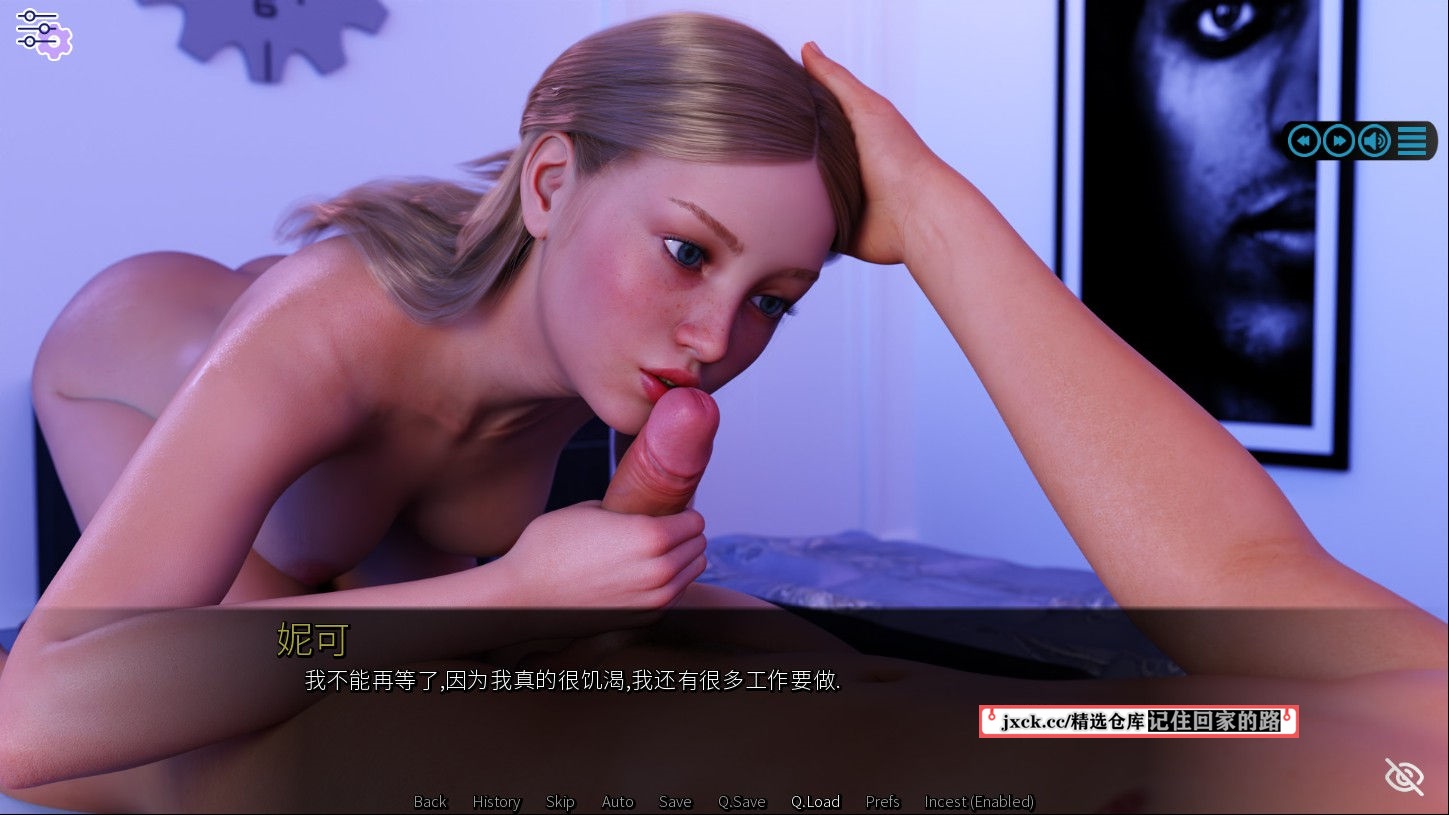 6
妮可
我不能再等了,因为我真的很饥渴,我还有很多工作要做.
jxck.cc/精选仓库记住回家的路
Back History Skip Auto Save Q.Save Q.Load Prefs Incest (Enabled)